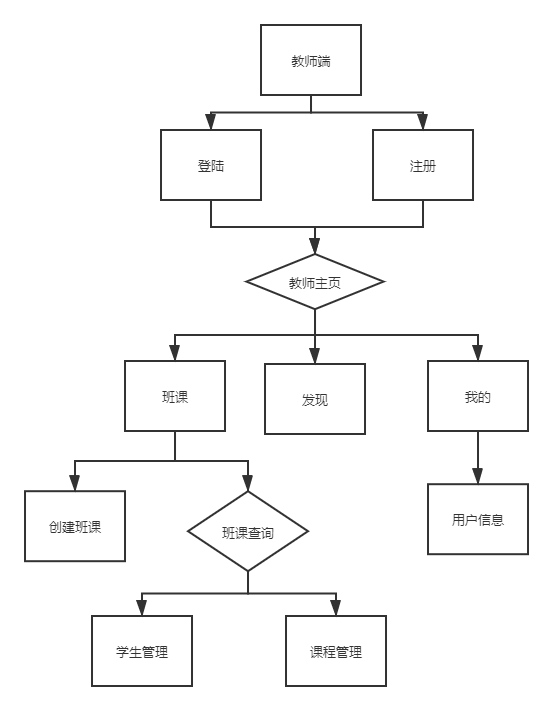 教师端
登陆
注册
教师主页
班课
发现
我的
创建班课
班课查询
用户信息
学生管理
课程管理